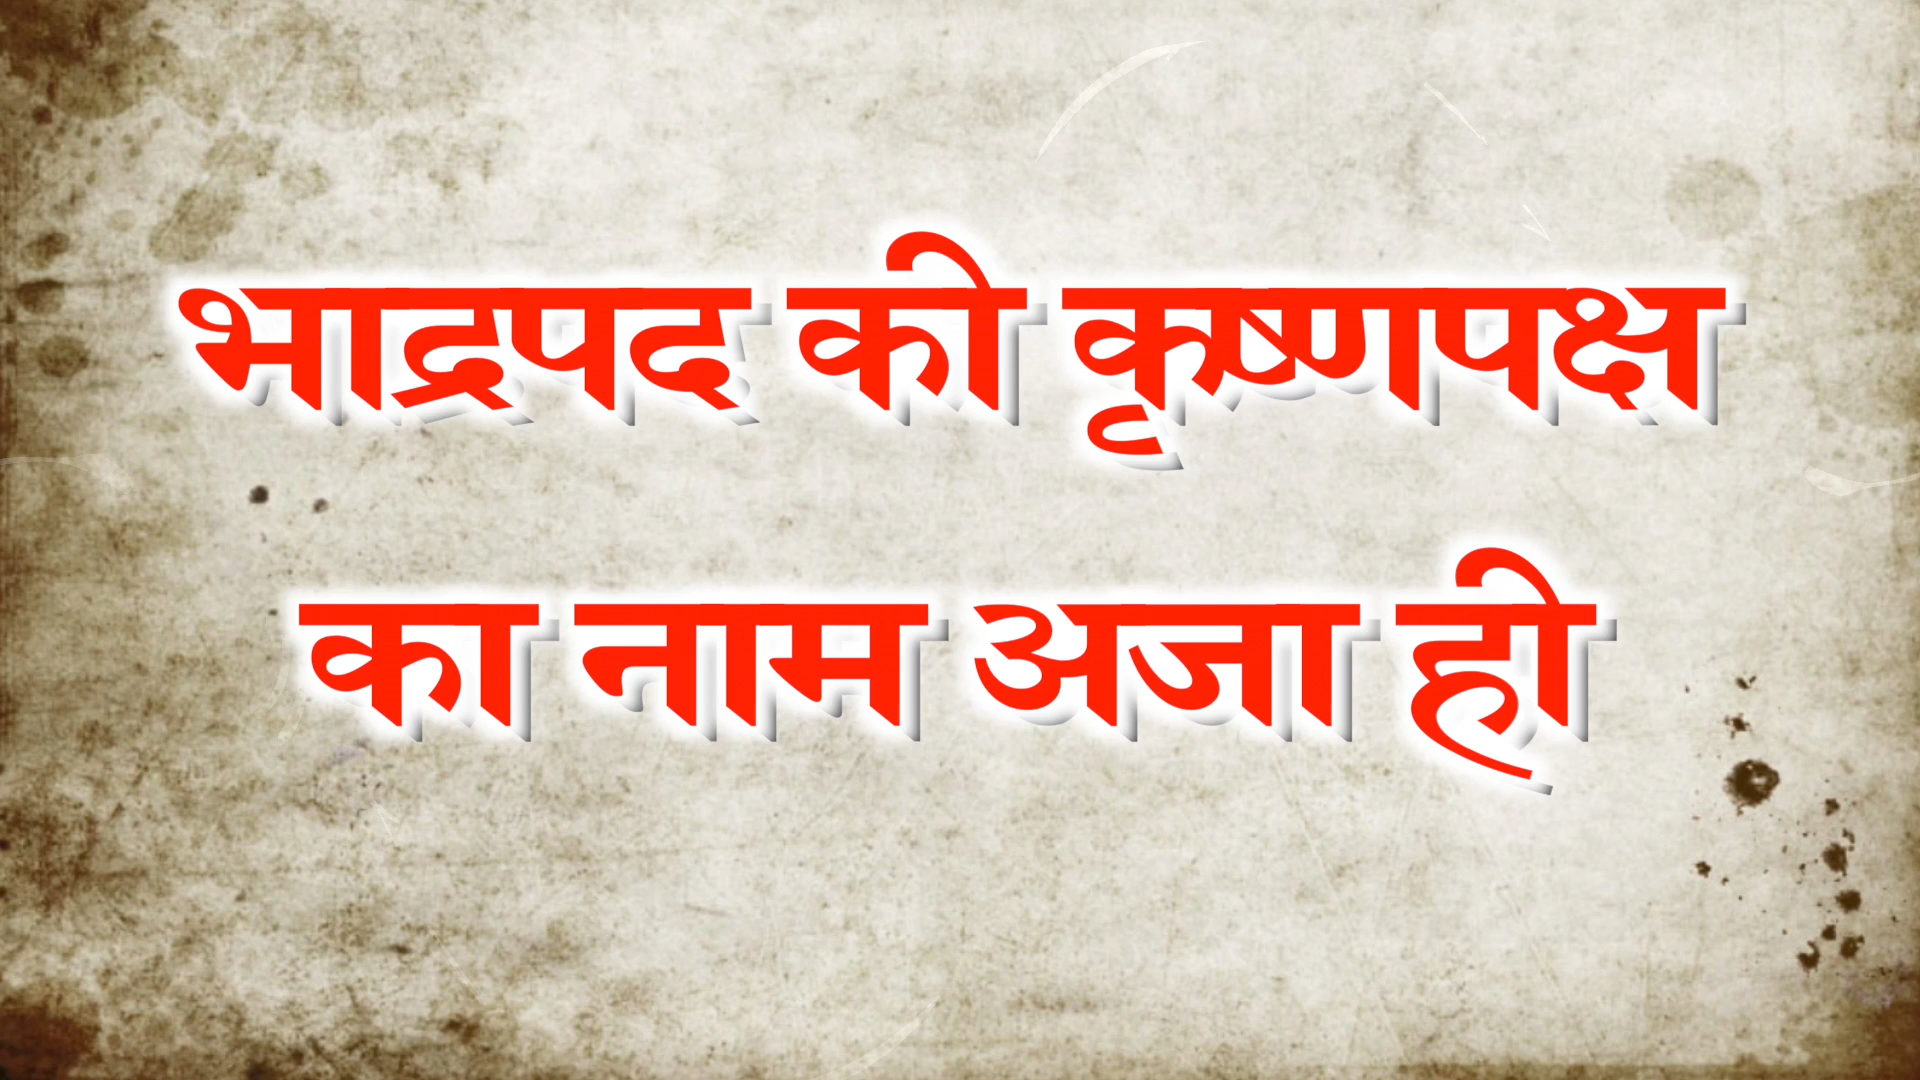 भाद्रपद की कृष्णपक्ष
का नाम अजा ही